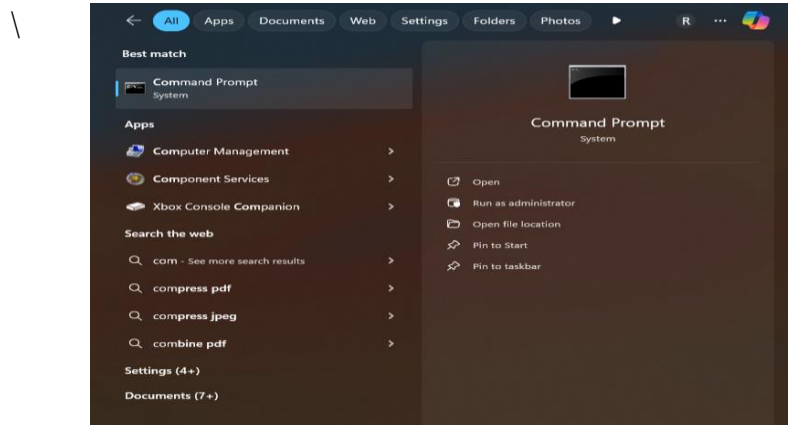 \
All Apps Documents Web Settings Folders Photos R ...
Best match
Command Prompt
System
Apps
Computer Management
Component Services
Xbox Console Companion
Search the web
com - See more search results
compress pdf
compress jpeg
combine pdf
Settings (4+)
Documents (7+)
Command Prompt
System
Open
Run as administrator
Open file location
Pin to Start
Pin to taskbar